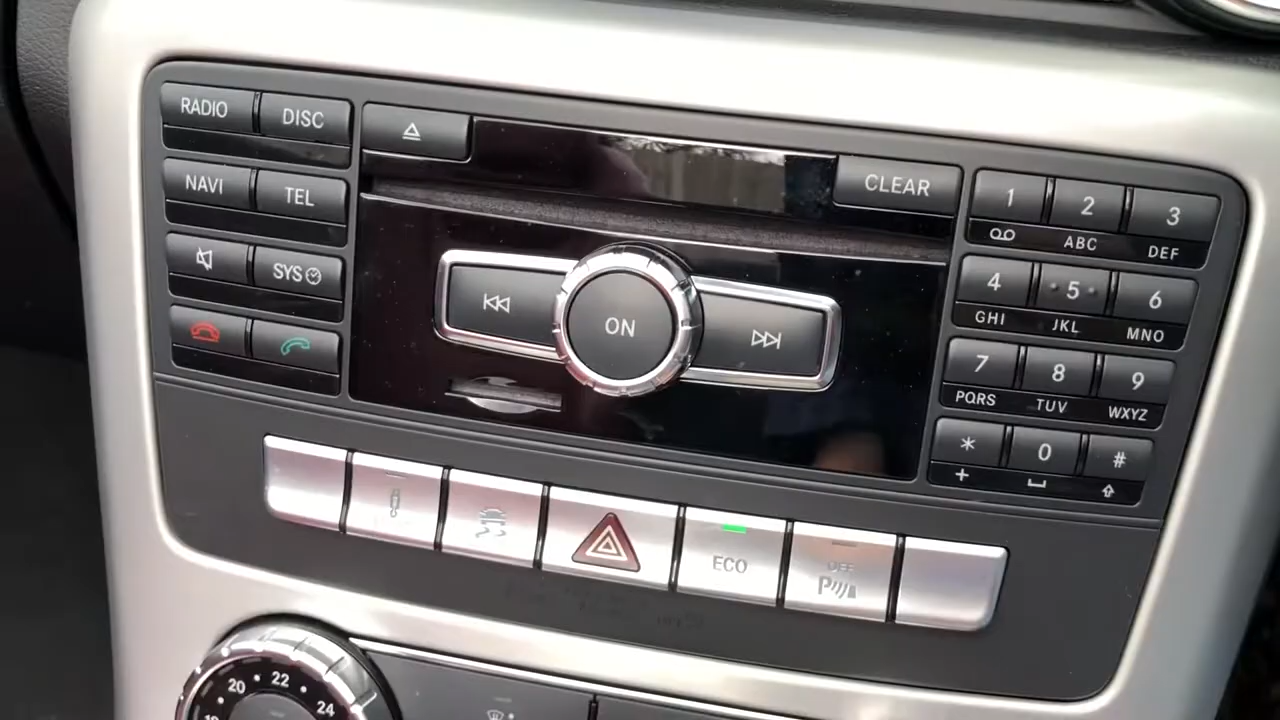 RADIO DISC
NAVI TEL
SYS
CLEAR
ON
1 2 3
ABC DEF
4 5 6
GHI JKL MNO
7 8 9
PQRS TUV WXYZ
* 0 #
+
ECO
OFF
P
20 22 24